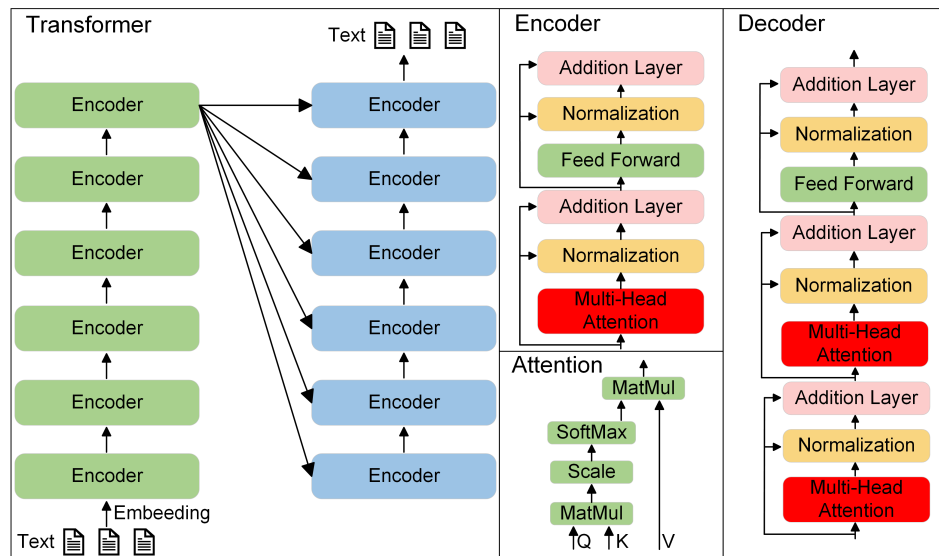 Transformer
Text
Encoder
Encoder
Encoder
Encoder
Encoder
Encoder
Embeeding
Text
Encoder
Encoder
Encoder
Encoder
Encoder
Encoder
Encoder
Addition Layer
Normalization
Feed Forward
Addition Layer
Normalization
Multi-Head
Attention
Attention
MatMul
SoftMax
Scale
MatMul
Q K V
Decoder
Addition Layer
Normalization
Feed Forward
Addition Layer
Normalization
Multi-Head
Attention
Addition Layer
Normalization
Multi-Head
Attention